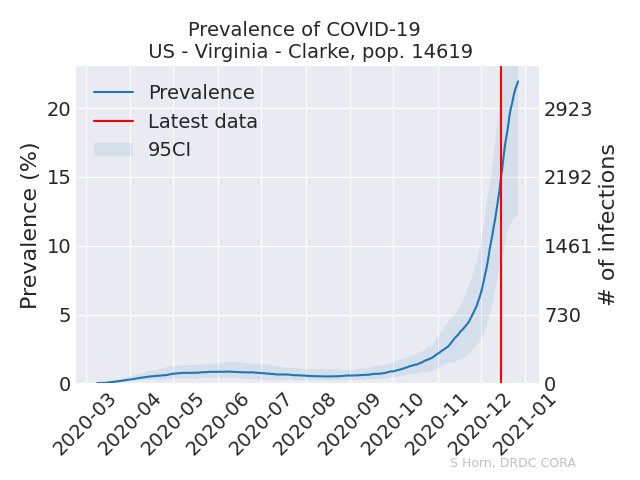 Prevalence of COVID-19
US - Virginia - Clarke, pop. 14619
Prevalence
Latest data
95CI
Prevalence (%)
20
15
10
5
0
2923
2192
1461
730
0
# of infections
2020-03
2020-04
2020-05
2020-06
2020-07
2020-08
2020-09
2020-10
2020-11
2020-12
2021-01
S Horn, DRDC CORA